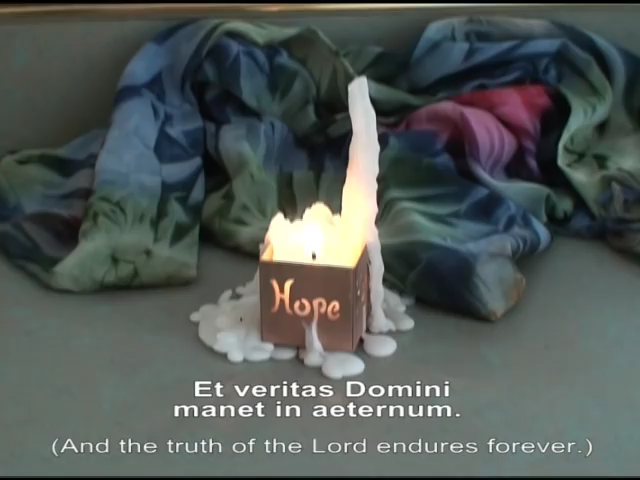 Hope
Et veritas Domini
manet in aeternum.
(And the truth of the Lord endures forever.)